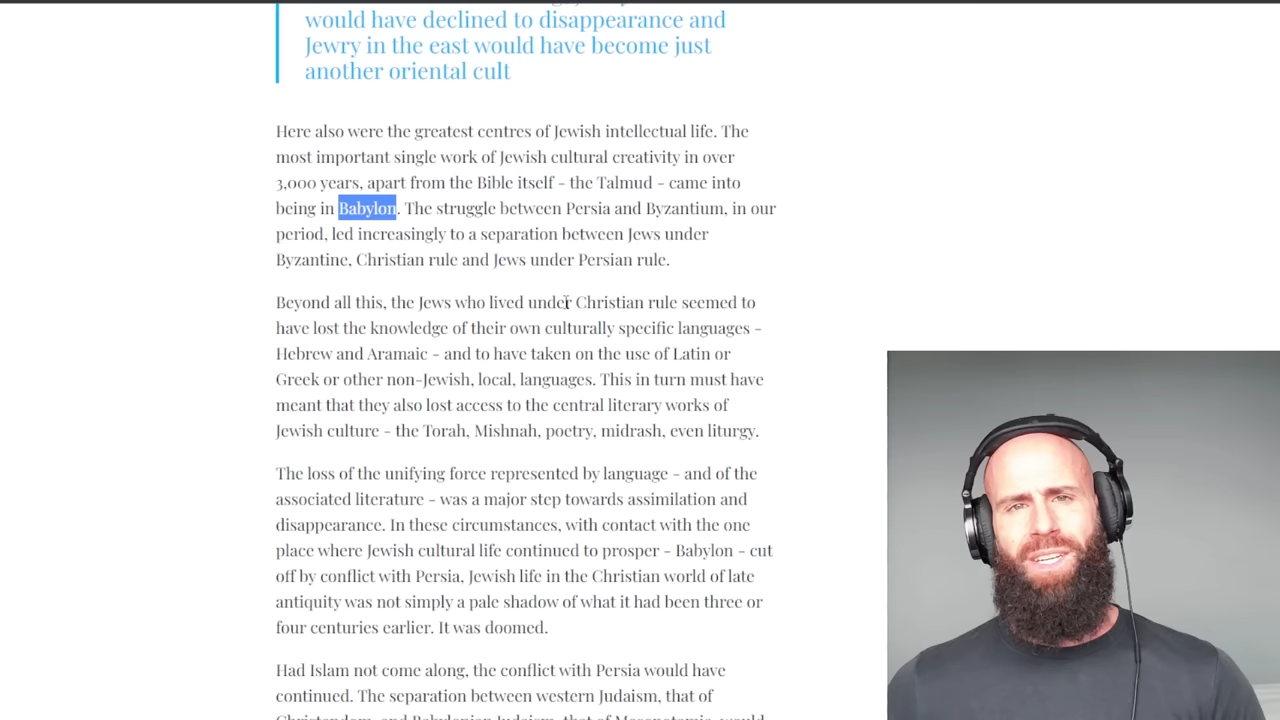 would have declined to disappearance and
Jewry in the east would have become just
another oriental cult
Here also were the greatest centres of Jewish intellectual life. The
most important single work of Jewish cultural creativity in over
3,000 years, apart from the Bible itself - the Talmud - came into
being in Babylon. The struggle between Persia and Byzantium, in our
period, led increasingly to a separation between Jews under
Byzantine, Christian rule and Jews under Persian rule.
Beyond all this, the Jews who lived under Christian rule seemed to
have lost the knowledge of their own culturally specific languages -
Hebrew and Aramaic - and to have taken on the use of Latin or
Greek or other non-Jewish, local, languages. This in turn must have
meant that they also lost access to the central literary works of
Jewish culture - the Torah, Mishnah, poetry, midrash, even liturgy.
The loss of the unifying force represented by language - and of the
associated literature - was a major step towards assimilation and
disappearance. In these circumstances, with contact with the one
place where Jewish cultural life continued to prosper - Babylon - cut
off by conflict with Persia, Jewish life in the Christian world of late
antiquity was not simply a pale shadow of what it had been three or
four centuries earlier. It was doomed.
Had Islam not come along, the conflict with Persia would have
continued. The separation between western Judaism, that of
Christendom, and Babylonian Judaism, that of Mesopotamia, would